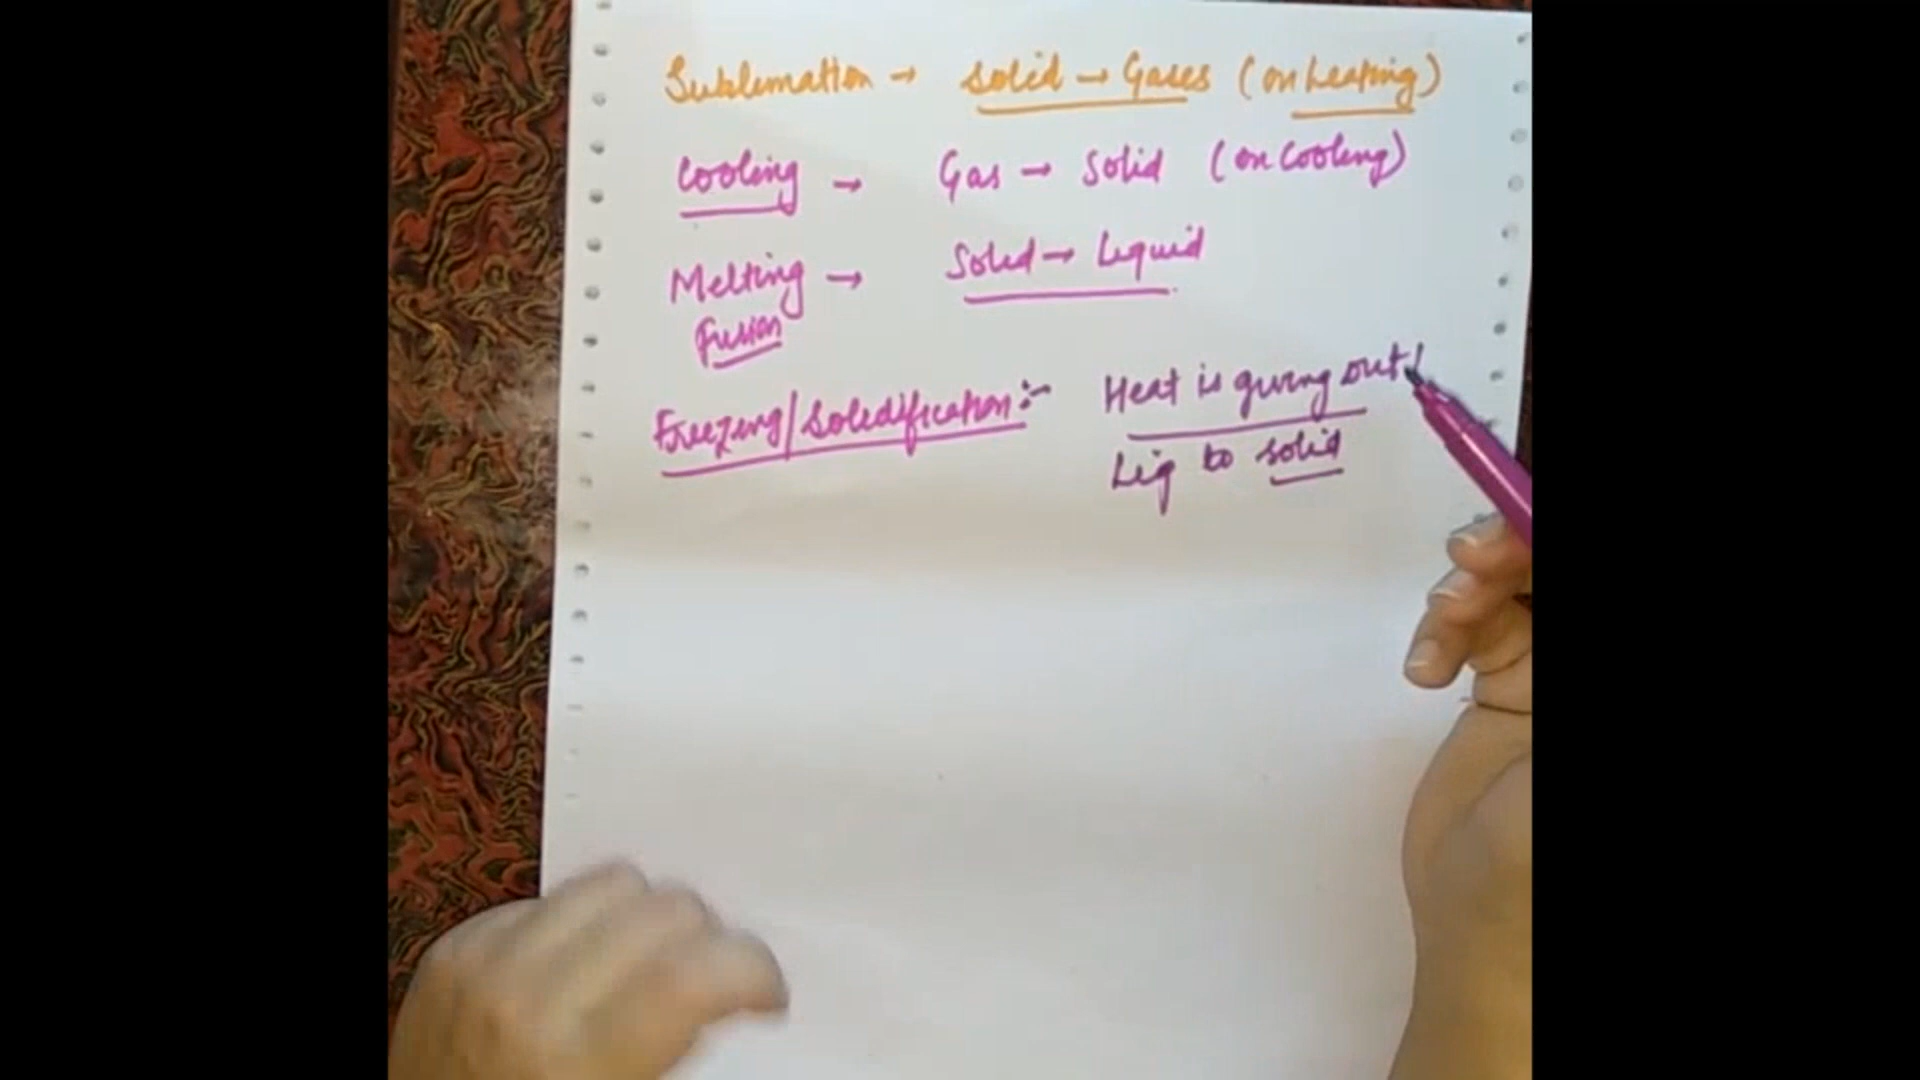 Sublimation → Solid → Gases (on heating)
Cooling → Gas → Solid (on Cooling)
Melting → Solid → Liquid
Fusion
Freezing/Solidification :- Heat is giving out/
Liq to solid